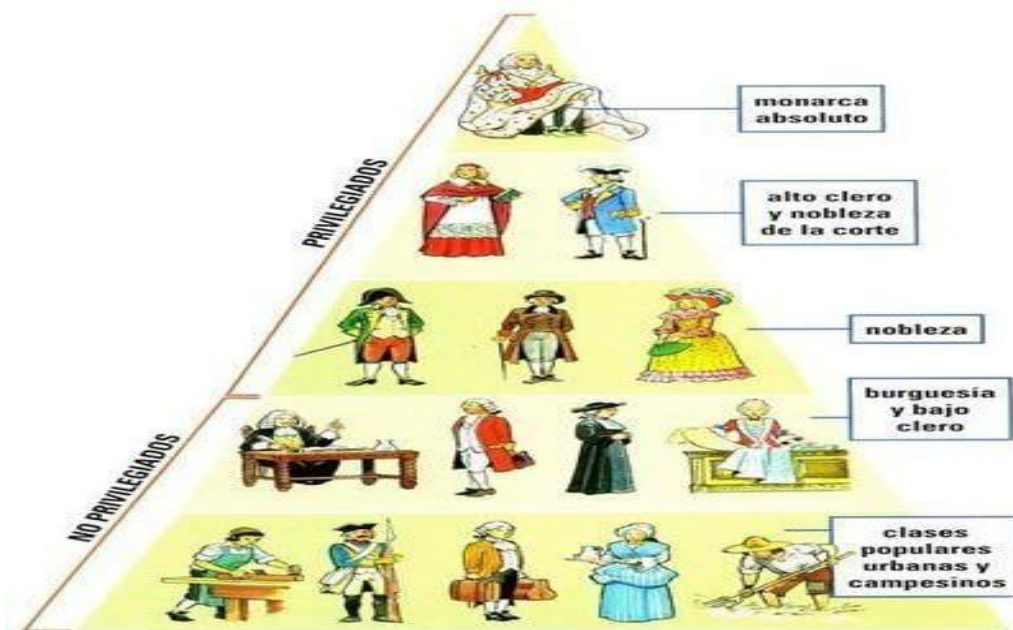 PRIVILEGIADOS
monarca
absoluto
alto clero
y nobleza
de la corte
nobleza
NO PRIVILEGIADOS
burguesía
y bajo
clero
clases
populares
urbanas y
campesinos